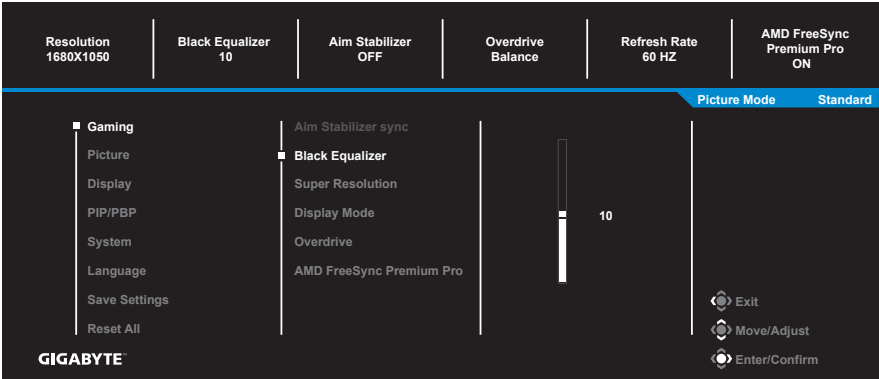 Resolution
1680X1050
Black Equalizer
10
Aim Stabilizer
OFF
Overdrive
Balance
Refresh Rate
60 HZ
AMD FreeSync
Premium Pro
ON
Picture Mode Standard
Gaming
Picture
Display
PIP/PBP
System
Language
Save Settings
Reset All
Aim Stabilizer sync
Black Equalizer
Super Resolution
Display Mode
Overdrive
AMD FreeSync Premium Pro
10
Exit
Move/Adjust
Enter/Confirm
GIGABYTE™